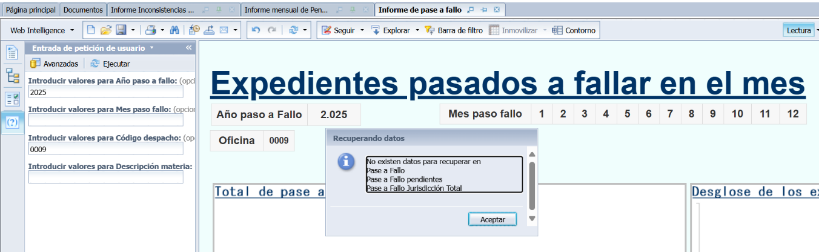 Página principal Documentos Informe Inconsistencias ... Informe mensual de Pen... Informe de pase a fallo
Web Intelligence Seguir Explorar Barra de filtro Inmovilizar Contorno Lectura
Entrada de petición de usuario «
Avanzadas Ejecutar
Introducir valores para Año paso a fallo: (opc
2025
Introducir valores para Mes paso fallo: (opcion
Introducir valores para Código despacho: (op
0009
Introducir valores para Descripción materia:
Expedientes pasados a fallar en el mes
Año paso a Fallo 2.025 Mes paso fallo 1 2 3 4 5 6 7 8 9 10 11 12
Oficina 0009
Recuperando datos
No existen datos para recuperar en
Pase a Fallo
Pase a Fallo pendientes
Pase a Fallo Jurisdicción Total
Aceptar
Total de pase a
Desglose de los ex